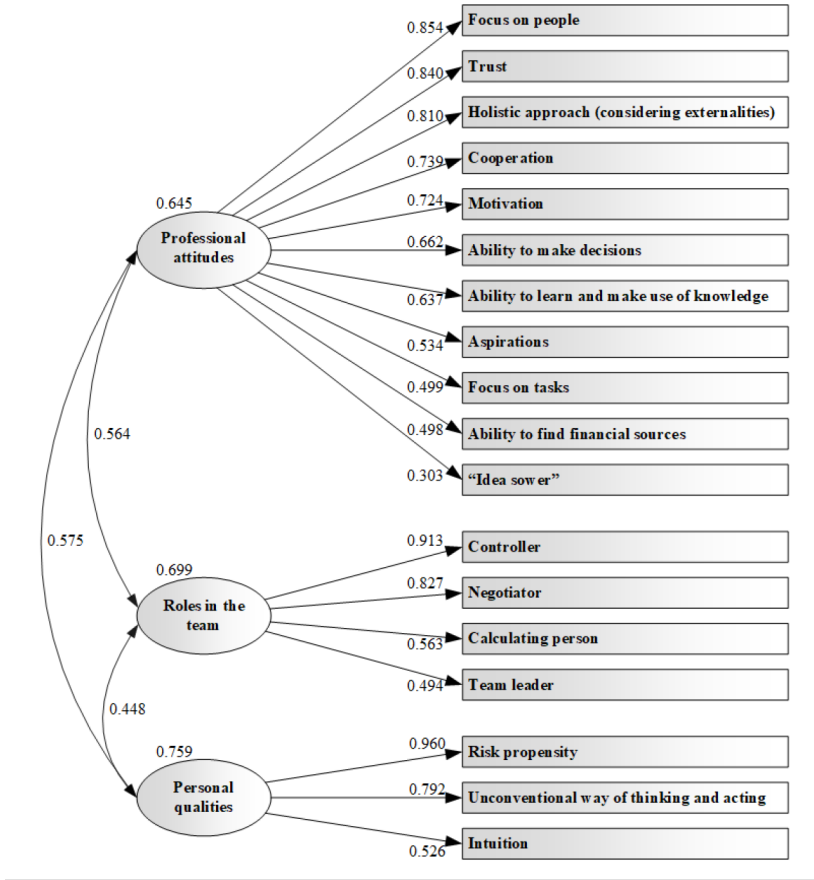 0.854
Focus on people
0.840
Trust
0.810
Holistic approach (considering externalities)
0.739
Cooperation
0.645
0.724
Motivation
Professional
attitudes
0.662
Ability to make decisions
0.637
Ability to learn and make use of knowledge
0.534
Aspirations
0.499
Focus on tasks
0.564
0.498
Ability to find financial sources
0.303
“Idea sower”
0.575
0.913
Controller
0.699
0.827
Negotiator
Roles in the
team
0.563
Calculating person
0.494
Team leader
0.448
0.759
0.960
Risk propensity
Personal
qualities
0.792
Unconventional way of thinking and acting
0.526
Intuition